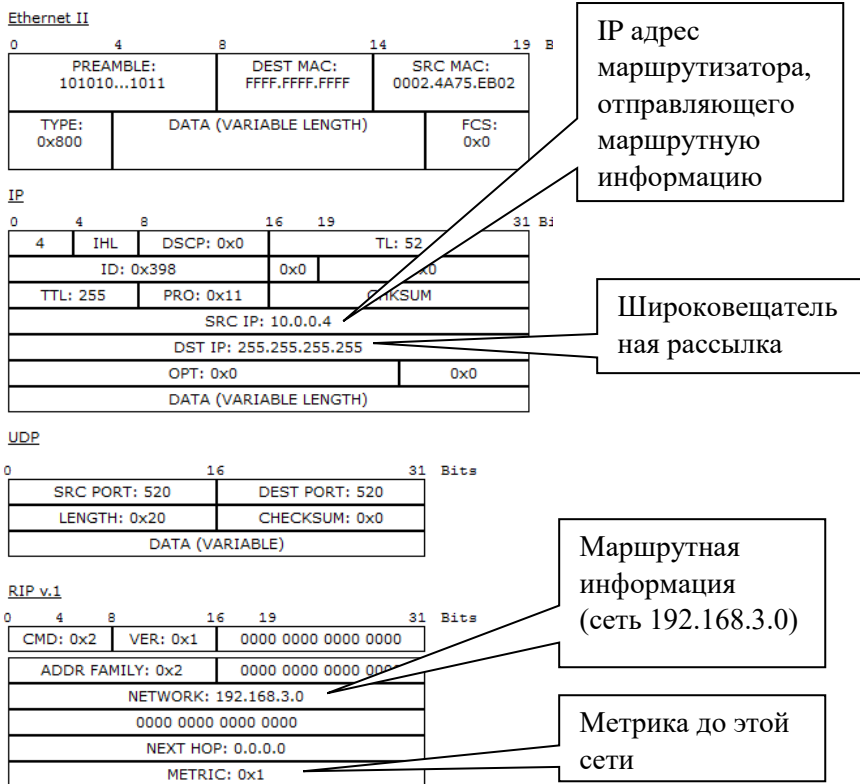 Ethernet II
0 4 8 14 19 B
PREAMBLE: DEST MAC: SRC MAC:
101010...1011 FFFF.FFFF.FFFF 0002.4A75.EB02
TYPE: DATA (VARIABLE LENGTH) FCS:
0x800 0x0
IP адрес
маршрутизатора,
отправляющего
маршрутную
информацию
IP
0 4 8 16 19 31 Bi
4 IHL DSCP: 0x0 TL: 52
ID: 0x398 0x0 x0
TTL: 255 PRO: 0x11 CHKSUM
SRC IP: 10.0.0.4
DST IP: 255.255.255.255
OPT: 0x0 0x0
DATA (VARIABLE LENGTH)
Широковещатель
ная рассылка
UDP
0 16 31 Bits
SRC PORT: 520 DEST PORT: 520
LENGTH: 0x20 CHECKSUM: 0x0
DATA (VARIABLE)
Маршрутная
информация
(сеть 192.168.3.0)
RIP v.1
0 4 8 16 19 31 Bits
CMD: 0x2 VER: 0x1 0000 0000 0000 0000
ADDR FAMILY: 0x2 0000 0000 0000 0000
NETWORK: 192.168.3.0
0000 0000 0000 0000
NEXT HOP: 0.0.0.0
METRIC: 0x1
Метрика до этой
сети